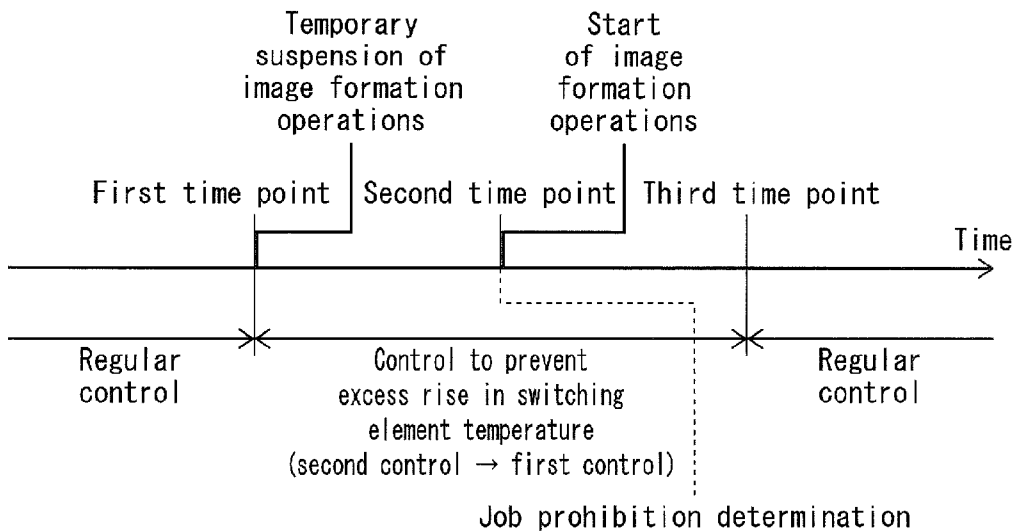 Temporary
suspension of
image formation
operations
Start
of image
formation
operations
First time point
Second time point
Third time point
Time
Regular
control
Control to prevent
excess rise in switching
element temperature
(second control → first control)
Regular
control
Job prohibition determination